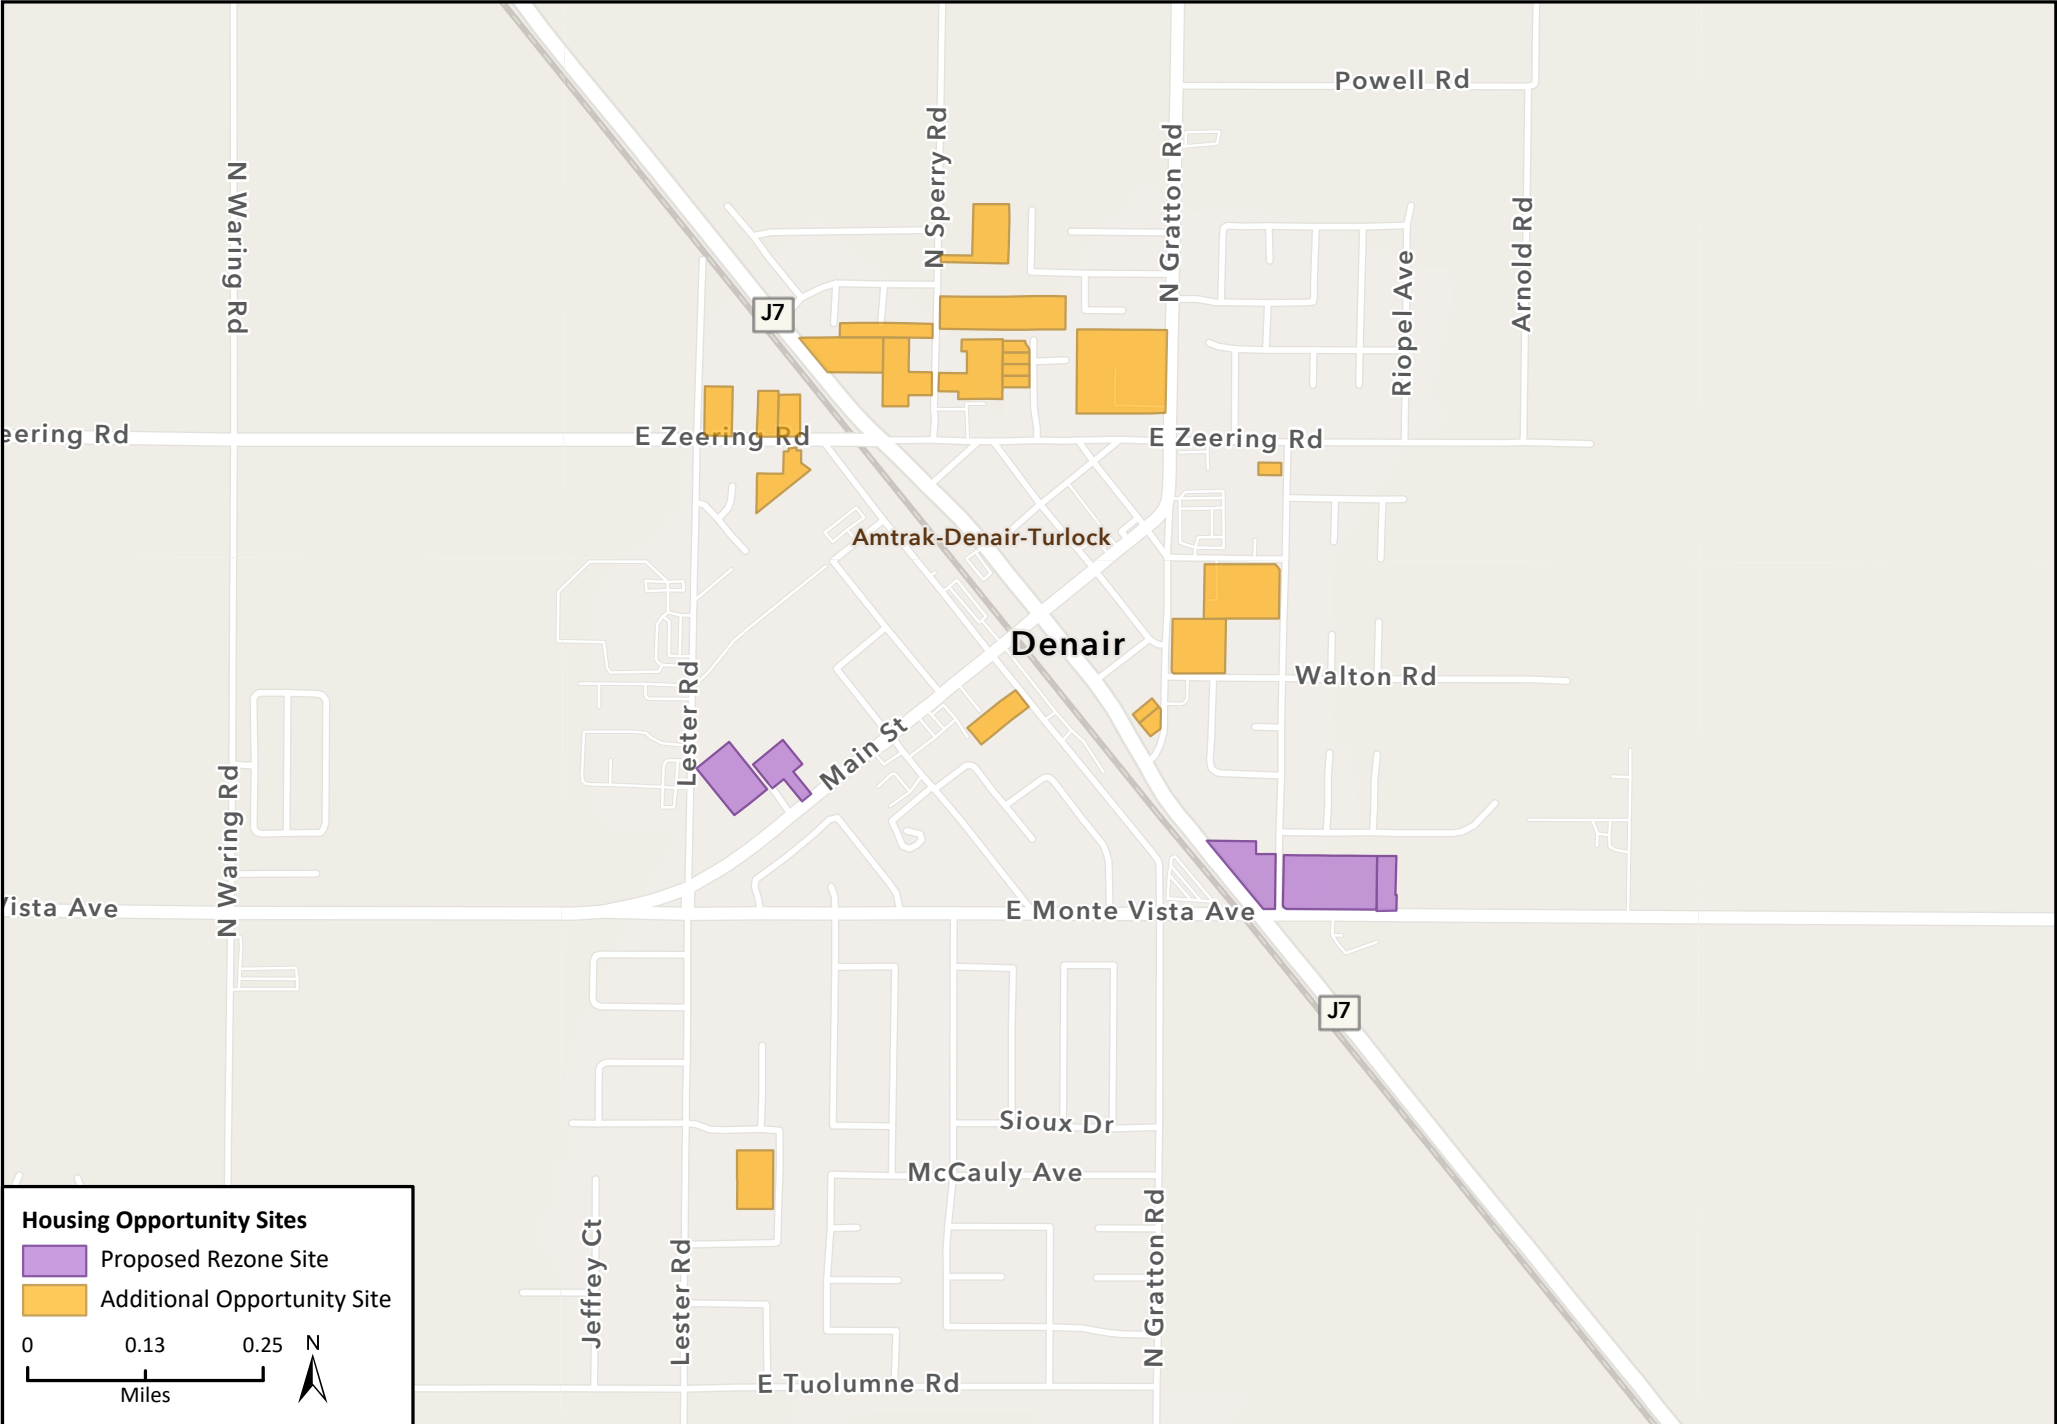 Powell Rd
N Sperry Rd
N Gratton Rd
N Waring Rd
Arnold Rd
Riopel Ave
J7
eering Rd
E Zeering Rd
E Zeering Rd
Amtrak-Denair-Turlock
Denair
Walton Rd
Lester Rd
Main St
N Waring Rd
Vista Ave
E Monte Vista Ave
J7
Sioux Dr
McCauly Ave
Jeffrey Ct
Lester Rd
N Gratton Rd
E Tuolumne Rd
Housing Opportunity Sites
Proposed Rezone Site
Additional Opportunity Site
0 0.13 0.25 N
Miles